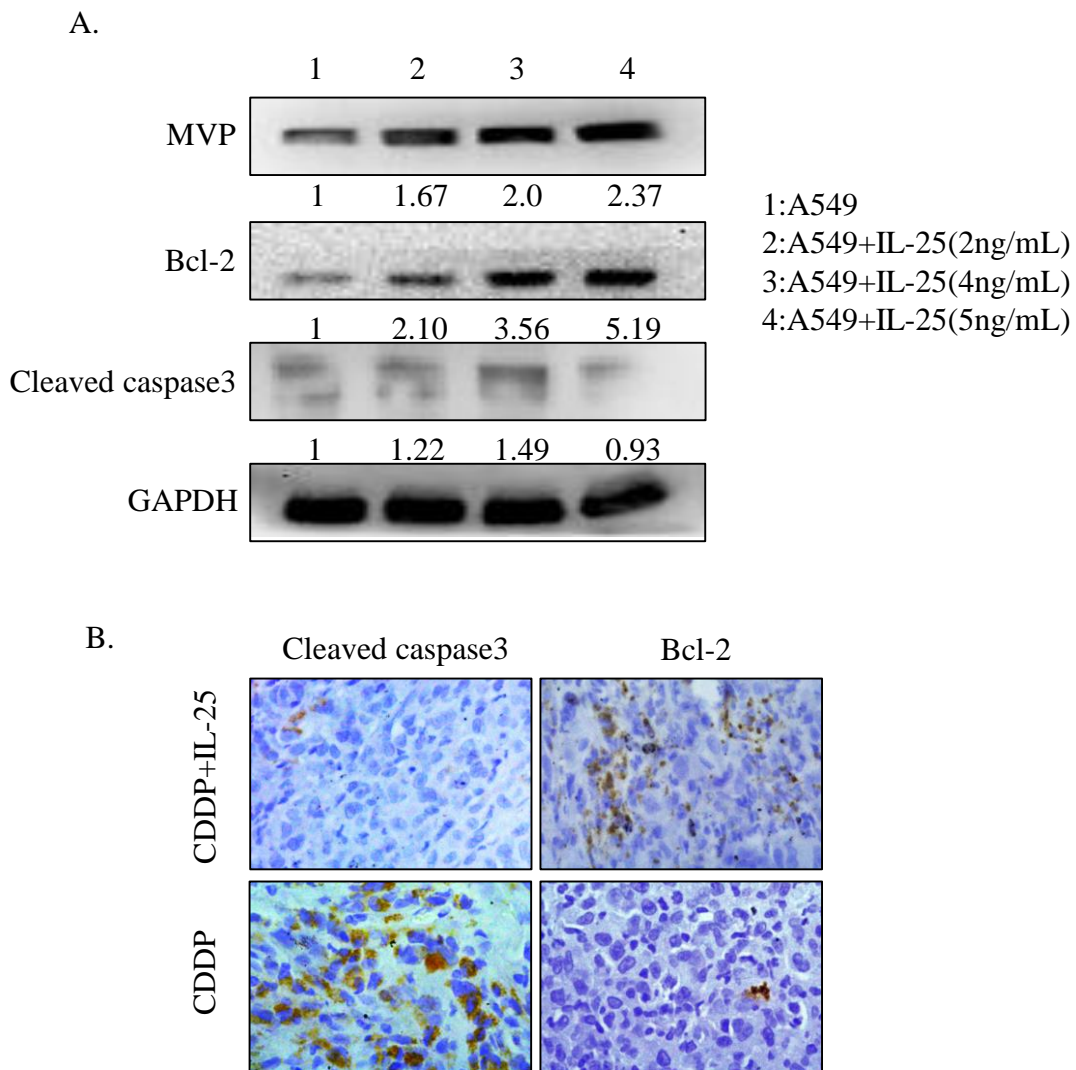 A.
1 2 3 4
MVP
1 1.67 2.0 2.37
Bcl-2
1 2.10 3.56 5.19
Cleaved caspase3
1 1.22 1.49 0.93
GAPDH
1:A549
2:A549+IL-25(2ng/mL)
3:A549+IL-25(4ng/mL)
4:A549+IL-25(5ng/mL)
B.
Cleaved caspase3 Bcl-2
CDDP+IL-25
CDDP